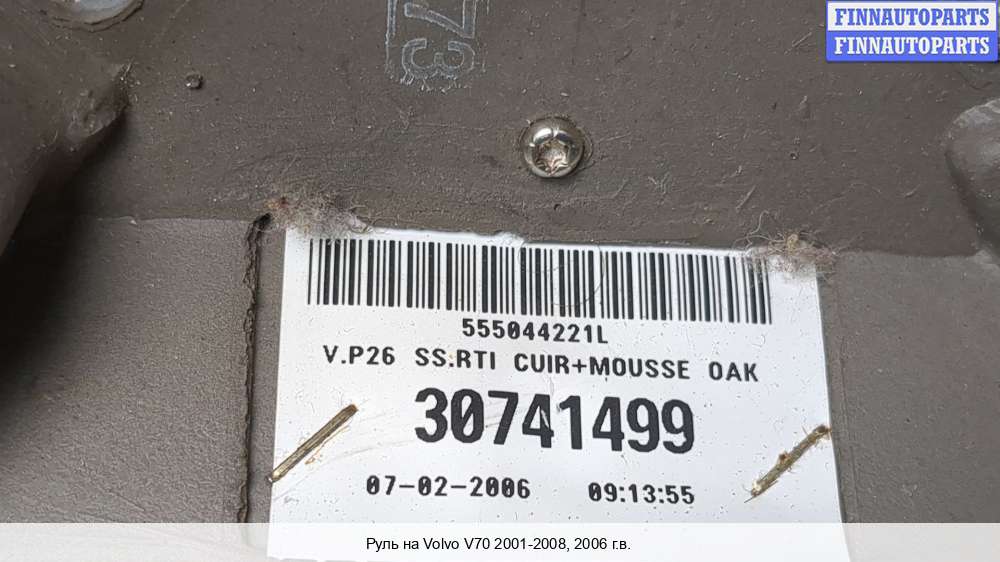 FINNAUTOPARTS
FINNAUTOPARTS
73
555044221L
V.P26 SS.RTI CUIR+MOUSSE OAK
30741499
07-02-2006 09:13:55
Руль на Volvo V70 2001-2008, 2006 г.в.